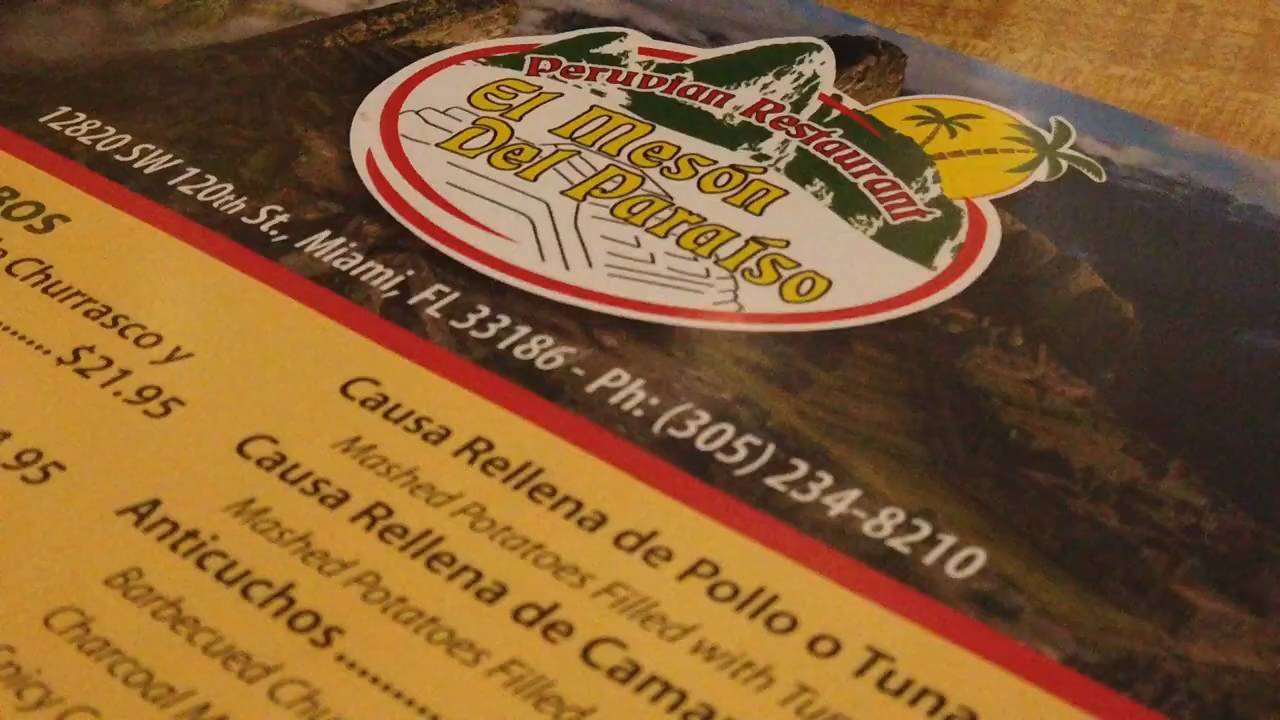 Peruvian Restaurant
El Mesón
Del Paraíso
12820 SW 120th St., Miami, FL 33186 - Ph: (305) 234-8210
Churrasco y
$21.95
.95
Causa Rellena de Pollo o Tuna
Mashed Potatoes Filled with
Causa Rellena de
Mashed Potatoes Filled
Anticuchos
Barbecued
Charcoal